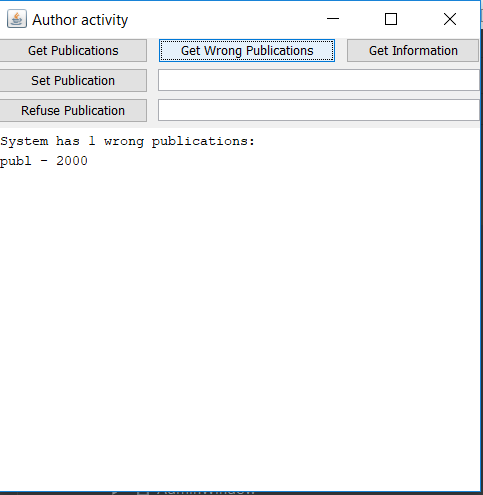 Author activity
Get Publications Get Wrong Publications Get Information
Set Publication
Refuse Publication
System has 1 wrong publications:
publ - 2000